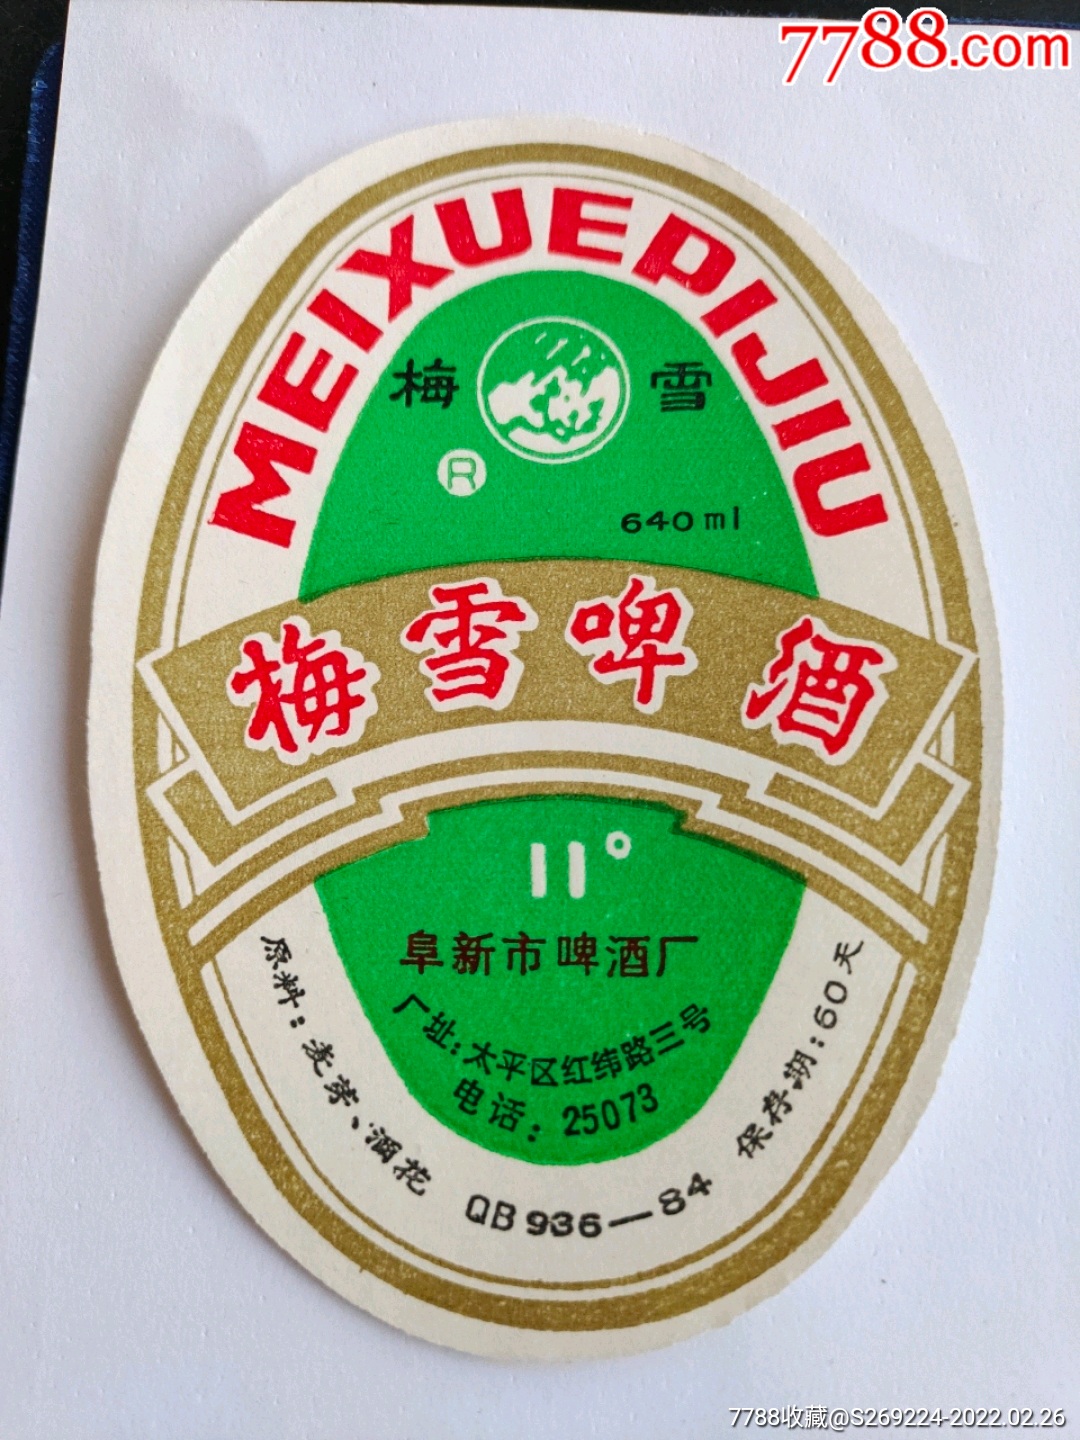 7788.com
MEIXUEPIJIU
梅 雪
R
640ml
梅雪啤酒
11°
阜新市啤酒厂
厂址:太平区红纬路三号
电话:25073
原料:麦芽、酒花
QB936—84
保存期:60天
7788收藏@S269224-2022.02.26